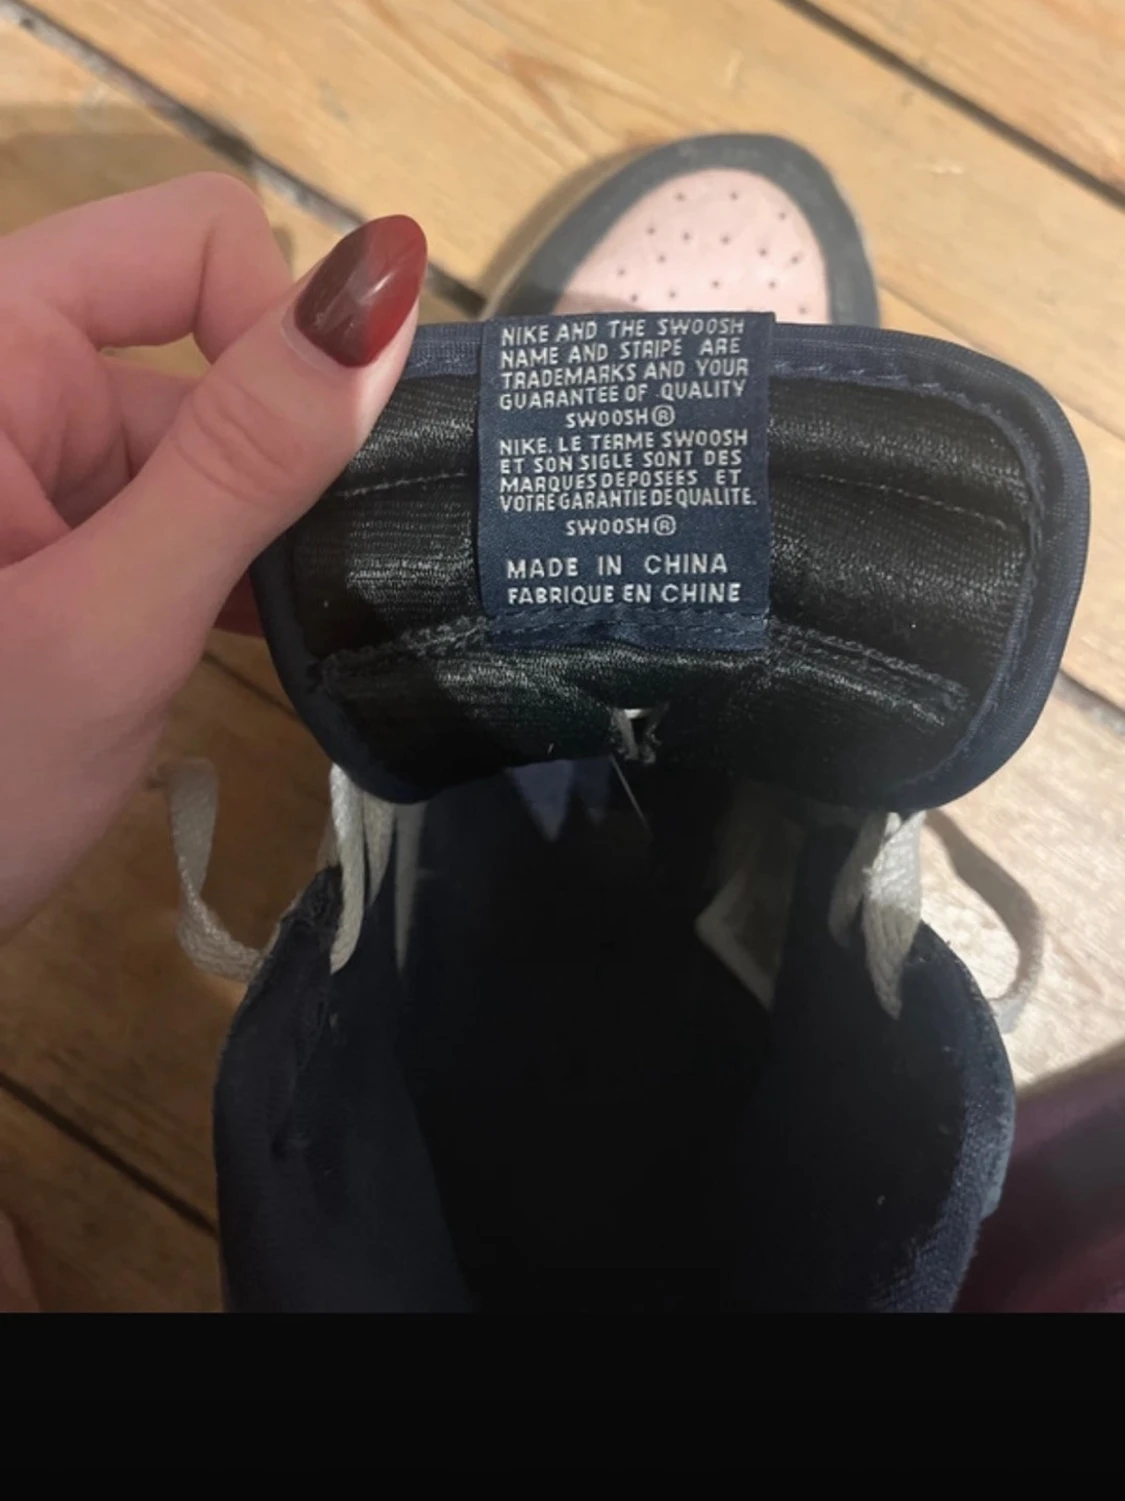 NIKE AND THE SWOOSH
NAME AND STRIPE ARE
TRADEMARKS AND YOUR
GUARANTEE OF QUALITY
SWOOSH®
NIKE, LE TERME SWOOSH
ET SON SIGLE SONT DES
MARQUES DEPOSEES ET
VOTRE GARANTIE DE QUALITE.
SWOOSH®
MADE IN CHINA
FABRIQUE EN CHINE